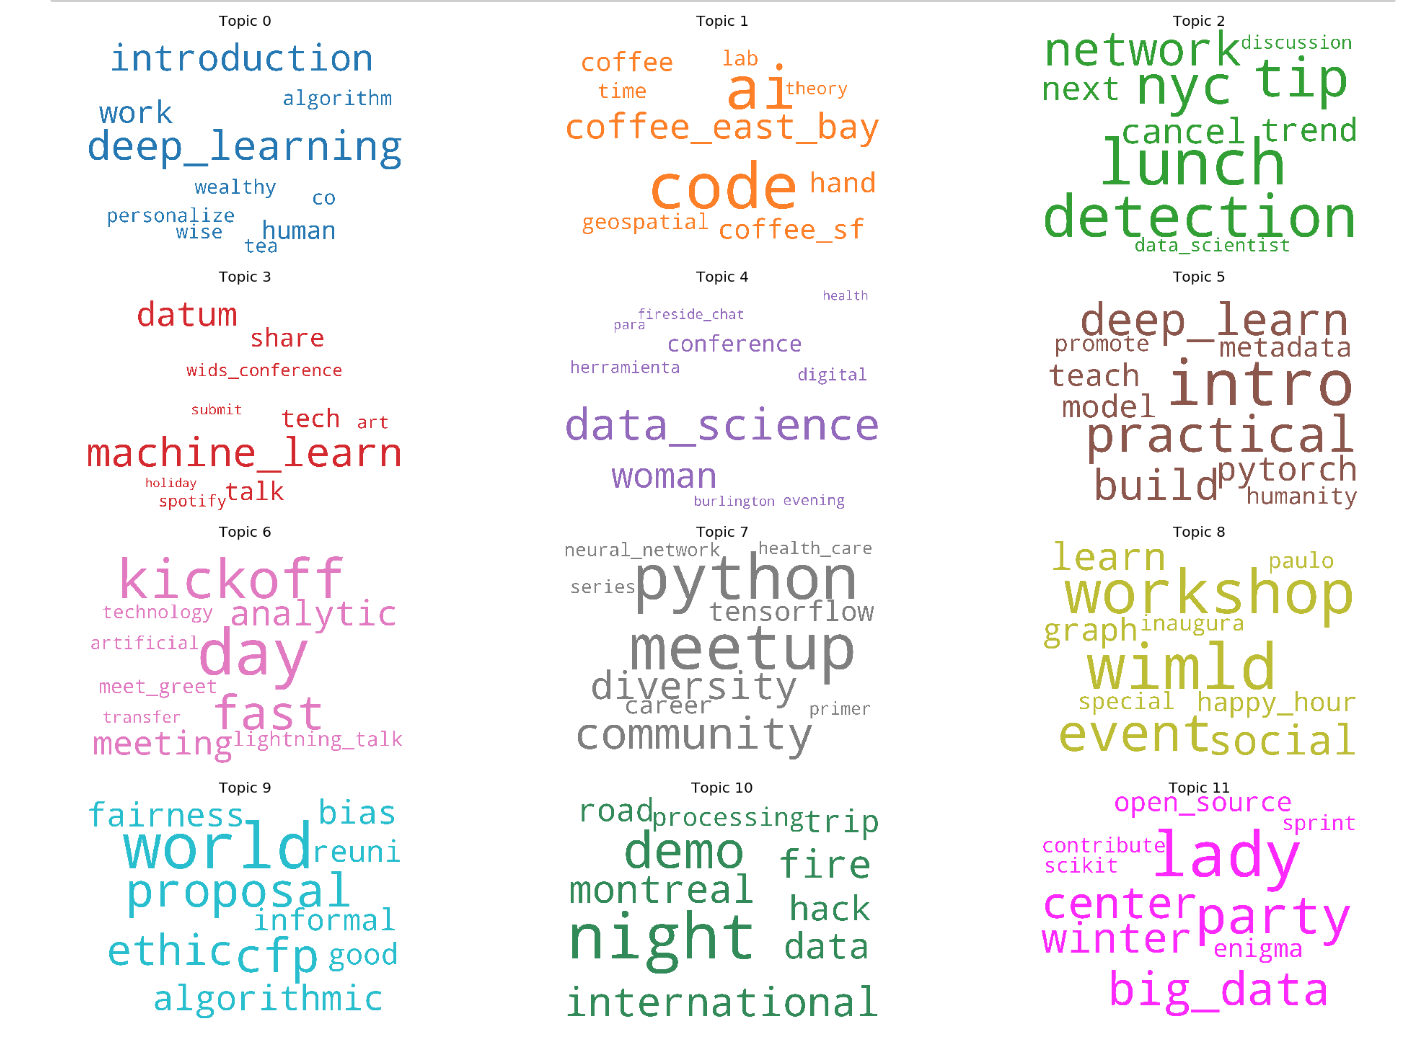 Topic 0
introduction
algorithm
work
deep_learning
wealthy
co
personalize
wise
human
tea
Topic 1
coffee
lab
time
ai
theory
coffee_east_bay
code
hand
geospatial
coffee_sf
Topic 2
network
discussion
next
nyc
tip
cancel
trend
lunch
detection
data_scientist
Topic 3
datum
share
wids_conference
submit
tech
art
machine_learn
holiday
spotify
talk
Topic 4
health
fireside_chat
para
conference
herramienta
digital
data_science
woman
burlington
evening
Topic 5
deep_learn
promote
metadata
teach
intro
model
practical
build
pytorch
humanity
Topic 6
kickoff
technology
analytic
artificial
day
meet_greet
transfer
fast
meeting
lightning_talk
Topic 7
neural_network
health_care
series
python
tensorflow
meetup
diversity
career
primer
community
Topic 8
learn
paulo
workshop
graph
inaugura
wimld
special
happy_hour
event
social
Topic 9
fairness
bias
world
reuni
proposal
informal
ethic
cfp
good
algorithmic
Topic 10
road
processing
trip
demo
fire
montreal
hack
night
data
international
Topic 11
open_source
sprint
contribute
lady
scikit
center
party
winter
enigma
big_data